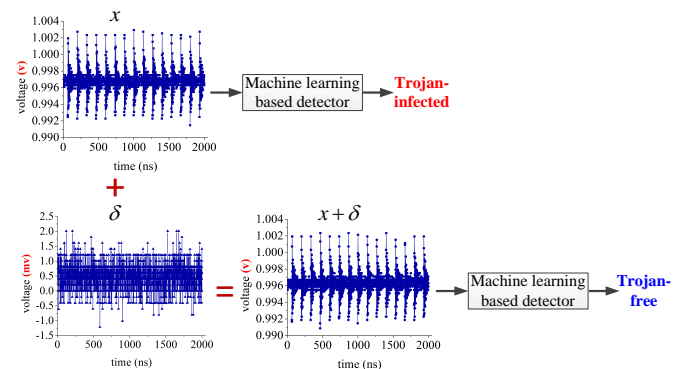 x
1.004
1.002
1.000
0.998
0.996
0.994
0.992
0.990
voltage (v)
0 500 1000 1500 2000
time (ns)
Machine learning
based detector
Trojan-
infected
+
δ
2.5
2.0
1.5
1.0
0.5
0.0
-0.5
-1.0
-1.5
voltage (mv)
0 500 1000 1500 2000
time (ns)
=
x + δ
1.004
1.002
1.000
0.998
0.996
0.994
0.992
0.990
voltage (v)
0 500 1000 1500 2000
time (ns)
Machine learning
based detector
Trojan-
free